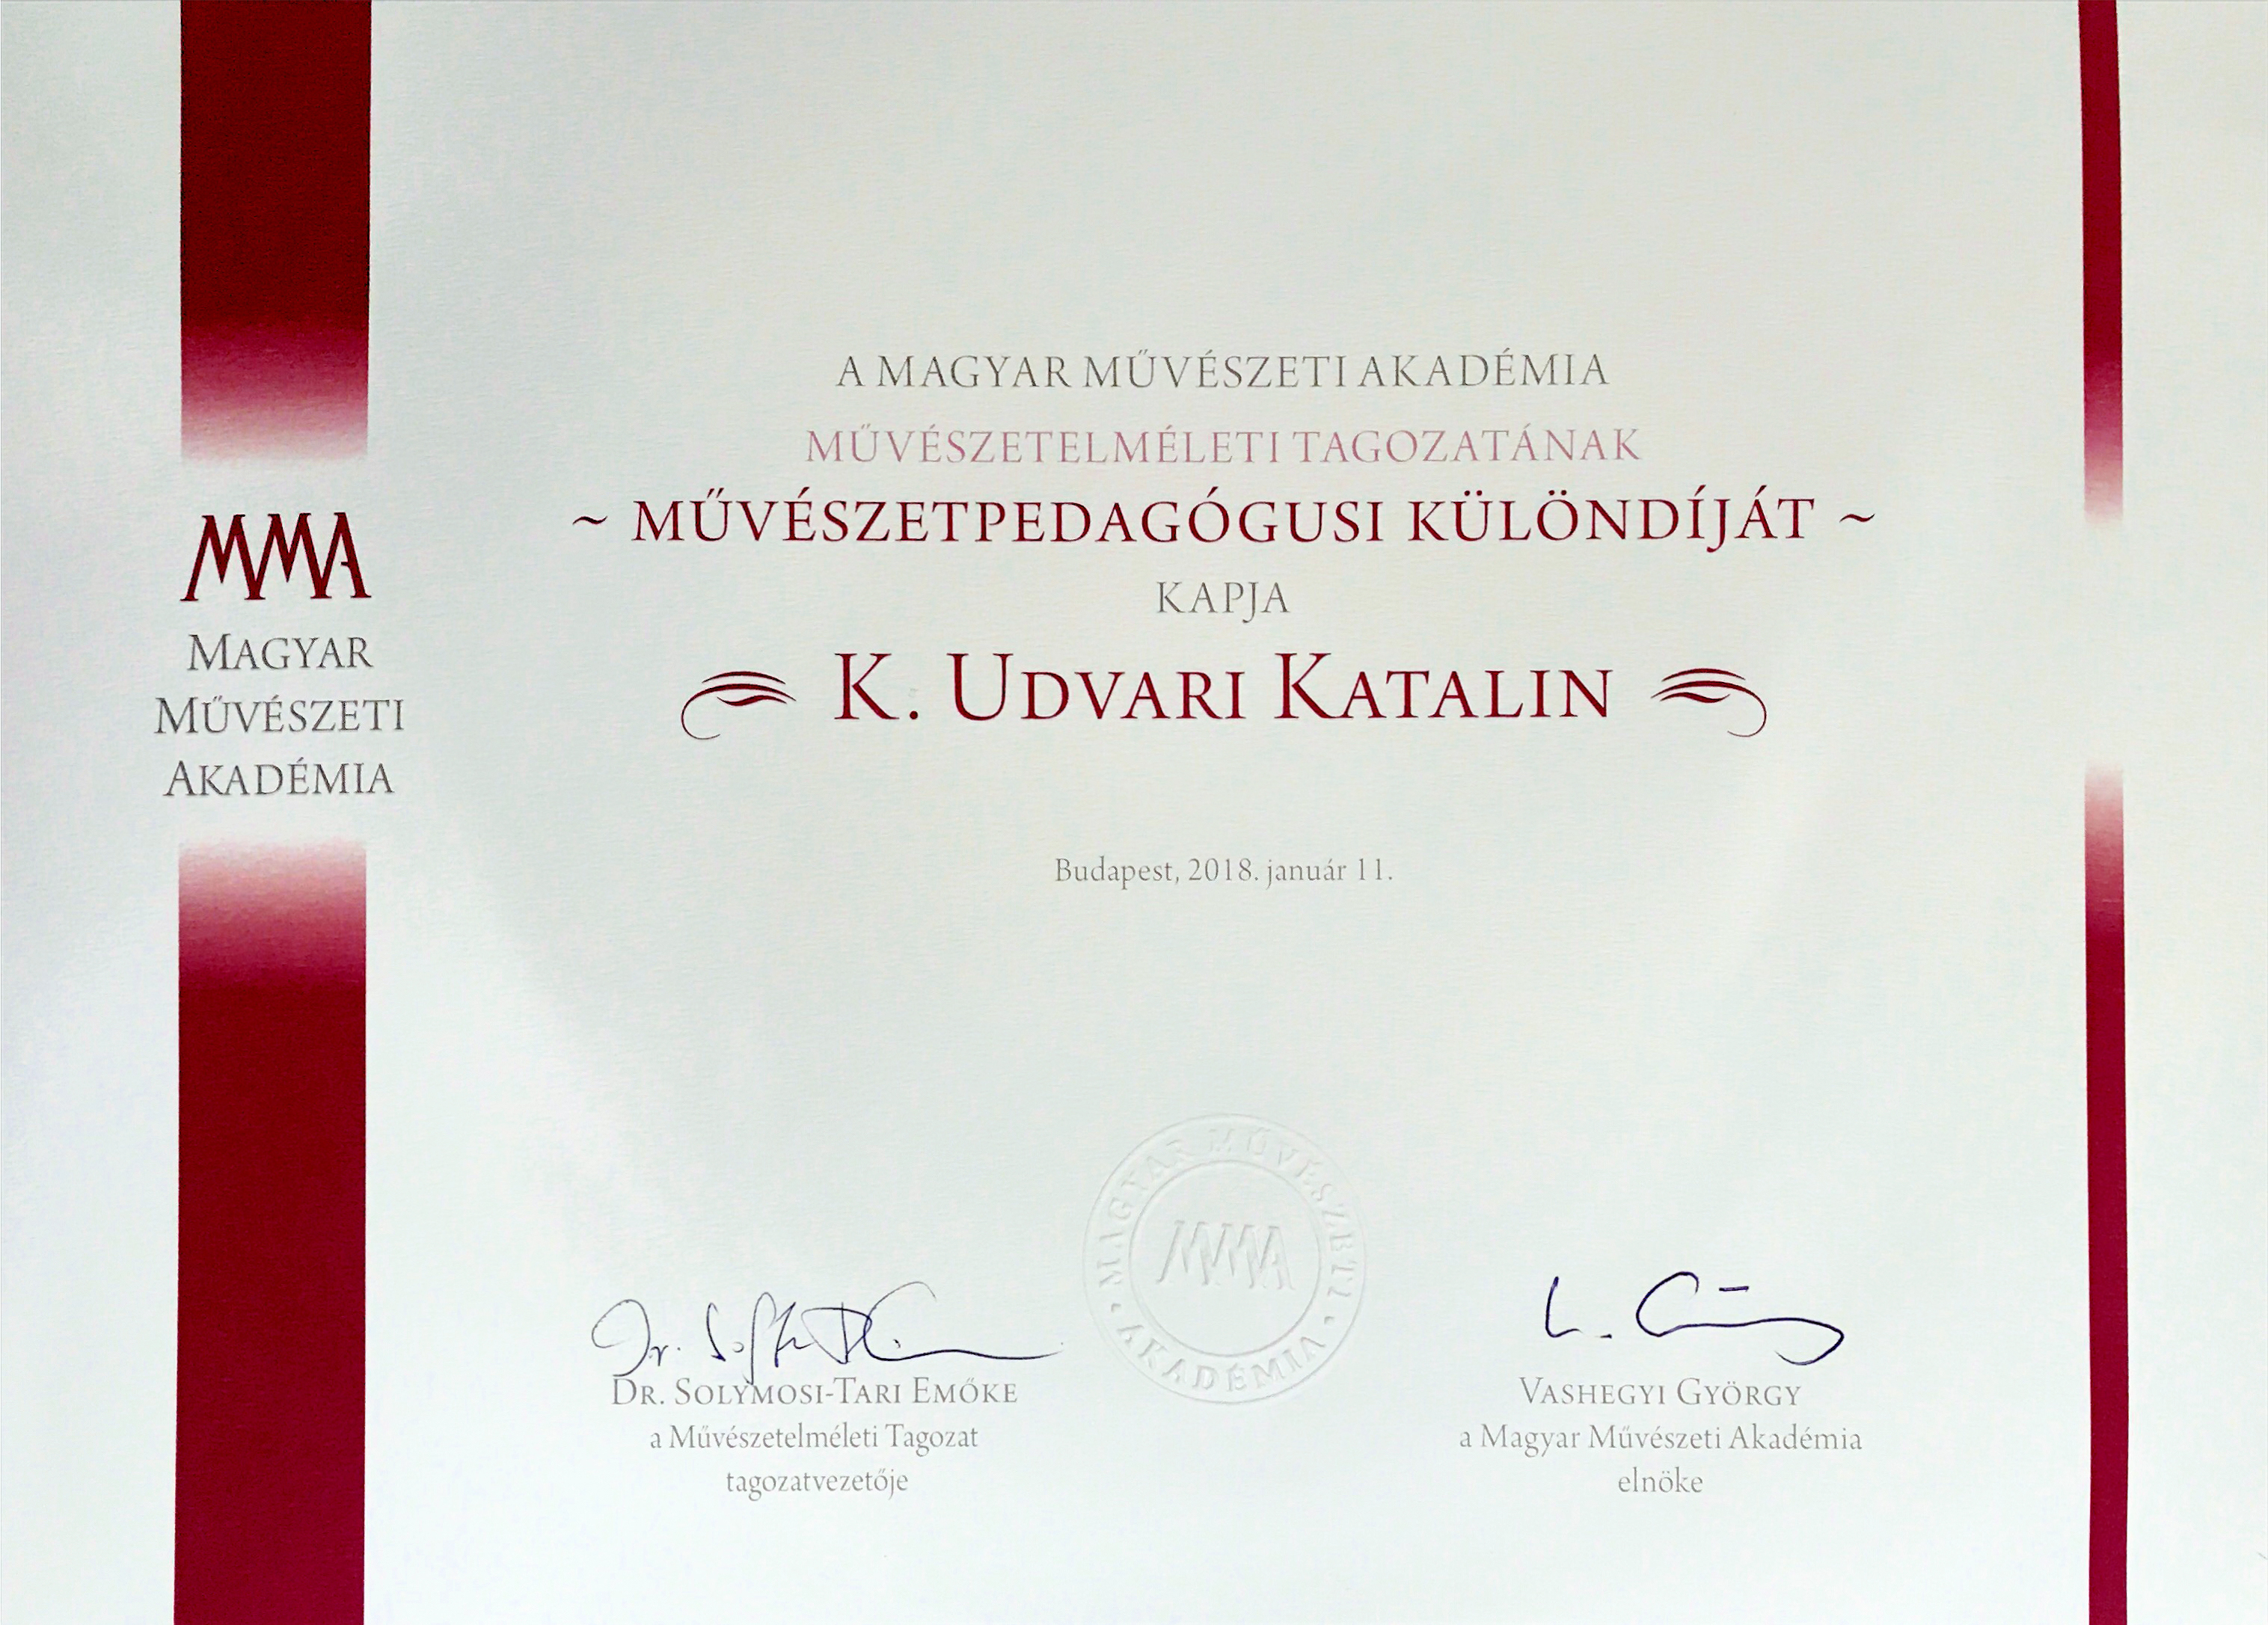 MMA
MAGYAR
MŰVÉSZETI
AKADÉMIA
A MAGYAR MŰVÉSZETI AKADÉMIA
MŰVÉSZETELMÉLETI TAGOZATÁNAK
~ MŰVÉSZETPEDAGÓGUSI KÜLÖNDÍJÁT ~
KAPJA
K. UDVARI KATALIN
Budapest, 2018. január 11.
MAGYAR MŰVÉSZETI • AKADÉMIA •
MMA
DR. SOLYMOSI-TARI EMŐKE
a Művészetelméleti Tagozat
tagozatvezetője
VASHEGYI GYÖRGY
a Magyar Művészeti Akadémia
elnöke